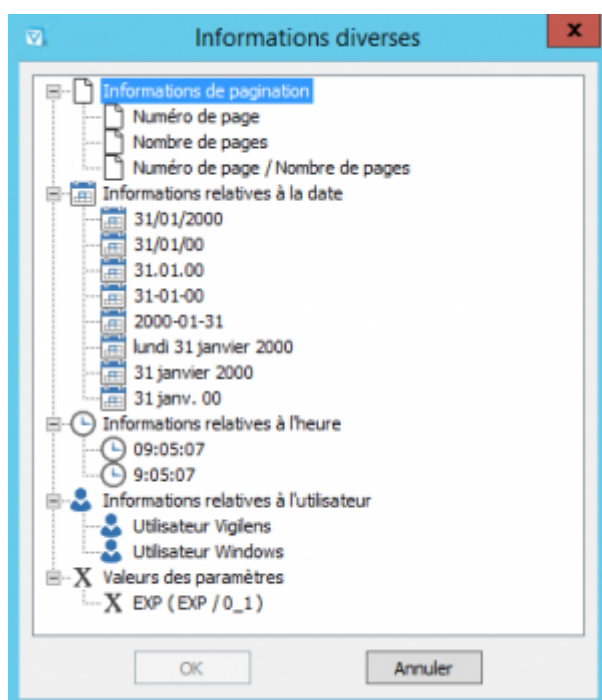 Informations diverses
x
Informations de pagination
Numéro de page
Nombre de pages
Numéro de page / Nombre de pages
Informations relatives à la date
31/01/2000
31/01/00
31.01.00
31-01-00
2000-01-31
lundi 31 janvier 2000
31 janvier 2000
31 janv. 00
Informations relatives à l'heure
09:05:07
9:05:07
Informations relatives à l'utilisateur
Utilisateur Vigilens
Utilisateur Windows
X Valeurs des paramètres
X EXP ( EXP / 0_1 )
OK Annuler